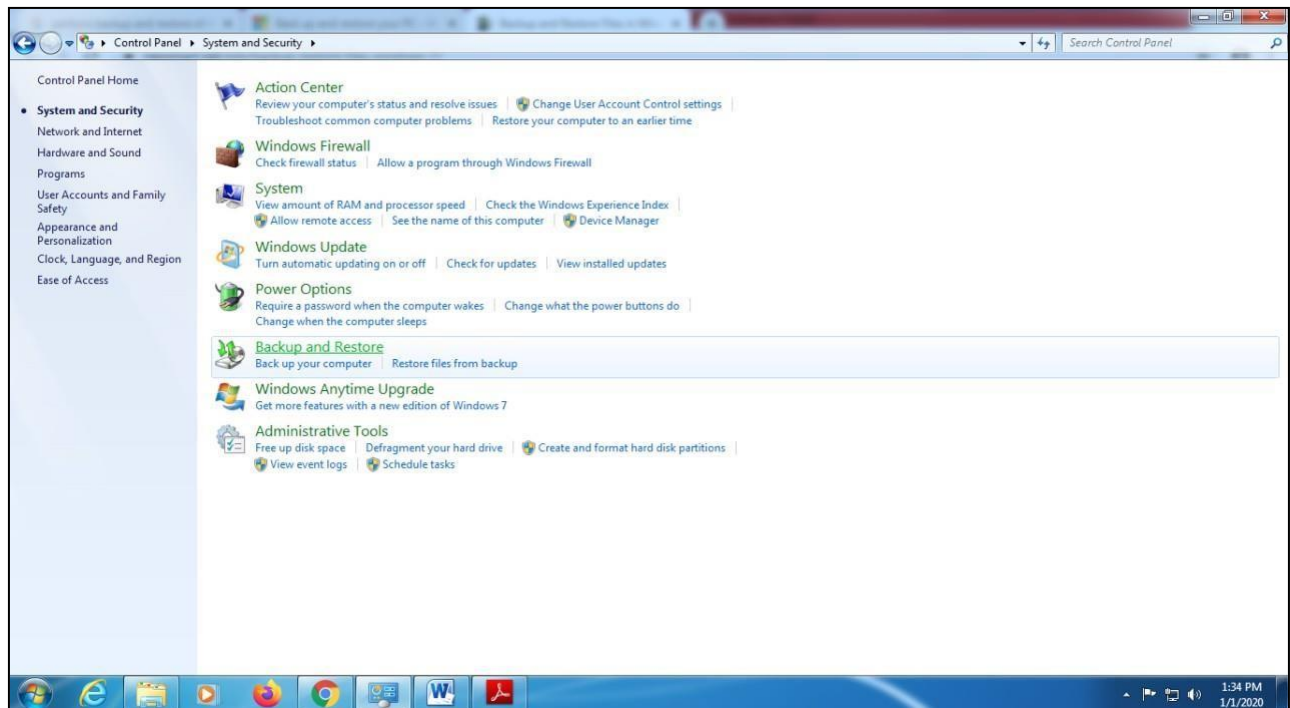 Control Panel ▸ System and Security ▸
Search Control Panel
Control Panel Home
System and Security
Network and Internet
Hardware and Sound
Programs
User Accounts and Family
Safety
Appearance and
Personalization
Clock, Language, and Region
Ease of Access
Action Center
Review your computer's status and resolve issues | Change User Account Control settings |
Troubleshoot common computer problems | Restore your computer to an earlier time
Windows Firewall
Check firewall status | Allow a program through Windows Firewall
System
View amount of RAM and processor speed | Check the Windows Experience Index |
Allow remote access | See the name of this computer | Device Manager
Windows Update
Turn automatic updating on or off | Check for updates | View installed updates
Power Options
Require a password when the computer wakes | Change what the power buttons do |
Change when the computer sleeps
Backup and Restore
Back up your computer | Restore files from backup
Windows Anytime Upgrade
Get more features with a new edition of Windows 7
Administrative Tools
Free up disk space | Defragment your hard drive | Create and format hard disk partitions |
View event logs | Schedule tasks
1:34 PM
1/1/2020